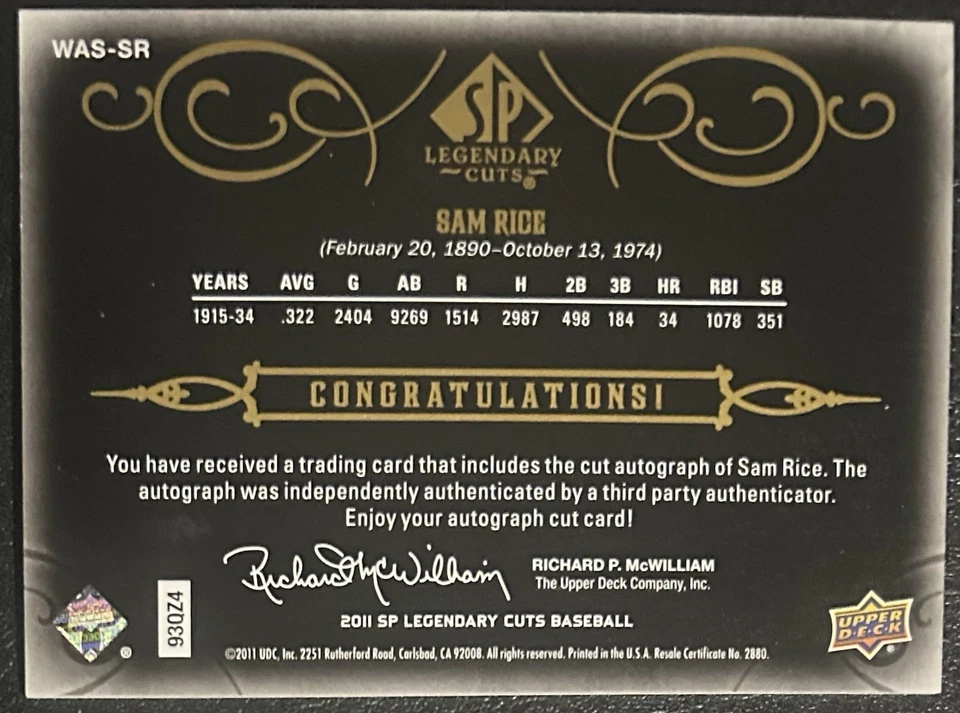 WAS-SR
SP
LEGENDARY
CUTS®
SAM RICE
(February 20, 1890–October 13, 1974)
YEARS AVG G AB R H 2B 3B HR RBI SB
1915-34 .322 2404 9269 1514 2987 498 184 34 1078 351
CONGRATULATIONS!
You have received a trading card that includes the cut autograph of Sam Rice. The
autograph was independently authenticated by a third party authenticator.
Enjoy your autograph cut card!
Richard McWilliam
RICHARD P. McWILLIAM
The Upper Deck Company, Inc.
93QZ4
2011 SP LEGENDARY CUTS BASEBALL
UPPER
D·E·C·K
©2011 UDC, Inc. 2251 Rutherford Road, Carlsbad, CA 92008. All rights reserved. Printed in the U.S.A. Resale Certificate No. 2880.